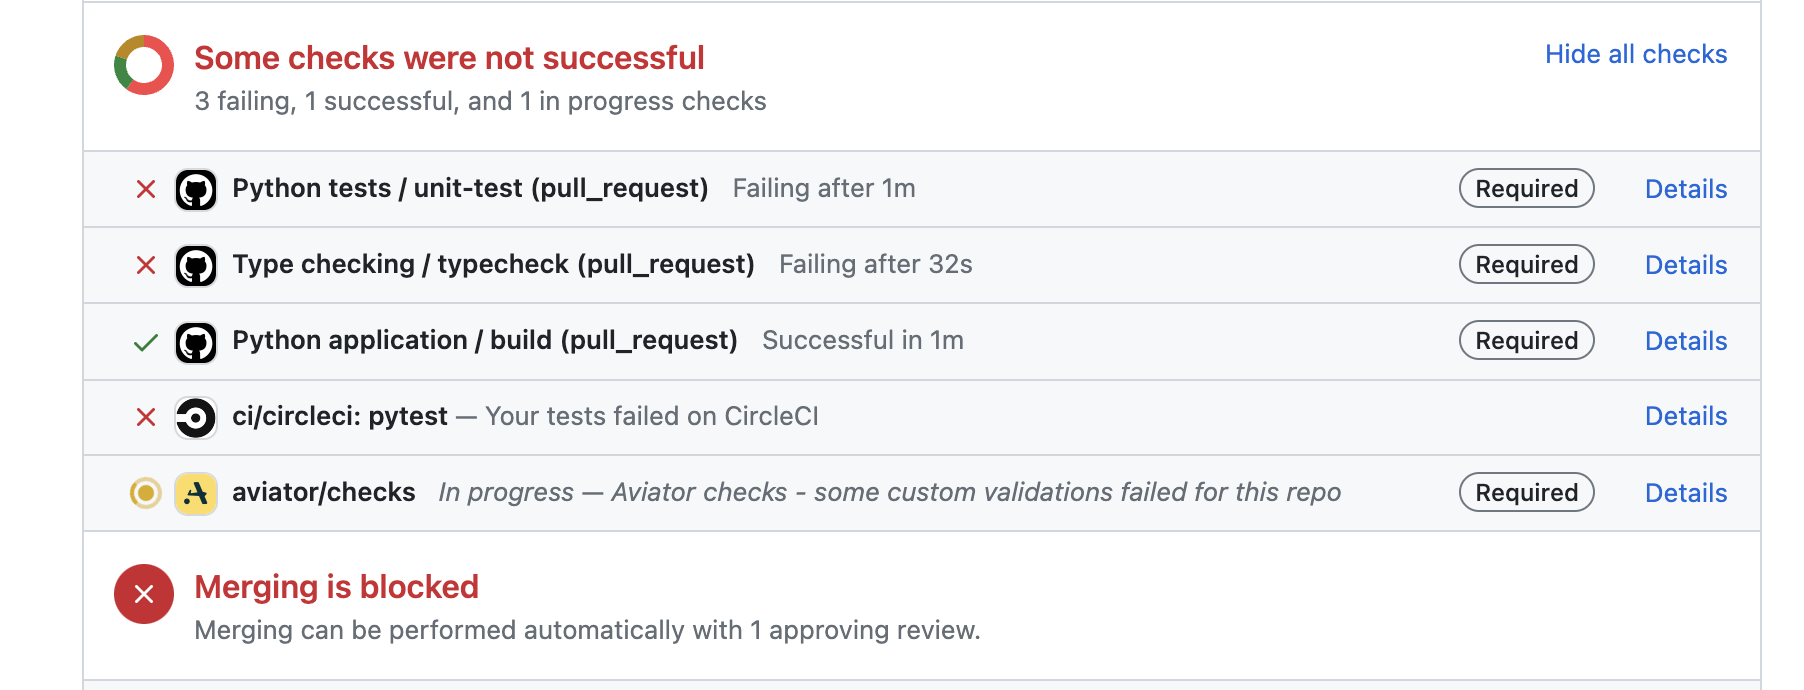 Some checks were not successful
Hide all checks
3 failing, 1 successful, and 1 in progress checks
Python tests / unit-test (pull_request) Failing after 1m Required Details
Type checking / typecheck (pull_request) Failing after 32s Required Details
Python application / build (pull_request) Successful in 1m Required Details
ci/circleci: pytest — Your tests failed on CircleCI Details
aviator/checks In progress — Aviator checks - some custom validations failed for this repo Required Details
Merging is blocked
Merging can be performed automatically with 1 approving review.